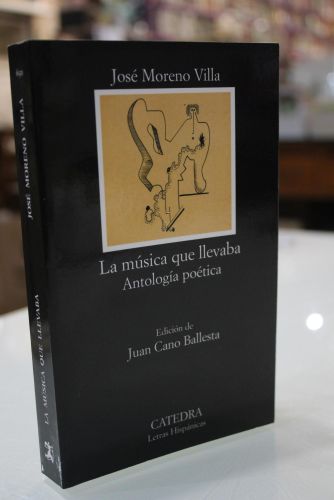 José Moreno Villa
La música que llevaba
Antología poética
Edición de
Juan Cano Ballesta
CATEDRA
Letras Hispánicas
JOSÉ MORENO VILLA
LA MÚSICA QUE LLEVABA